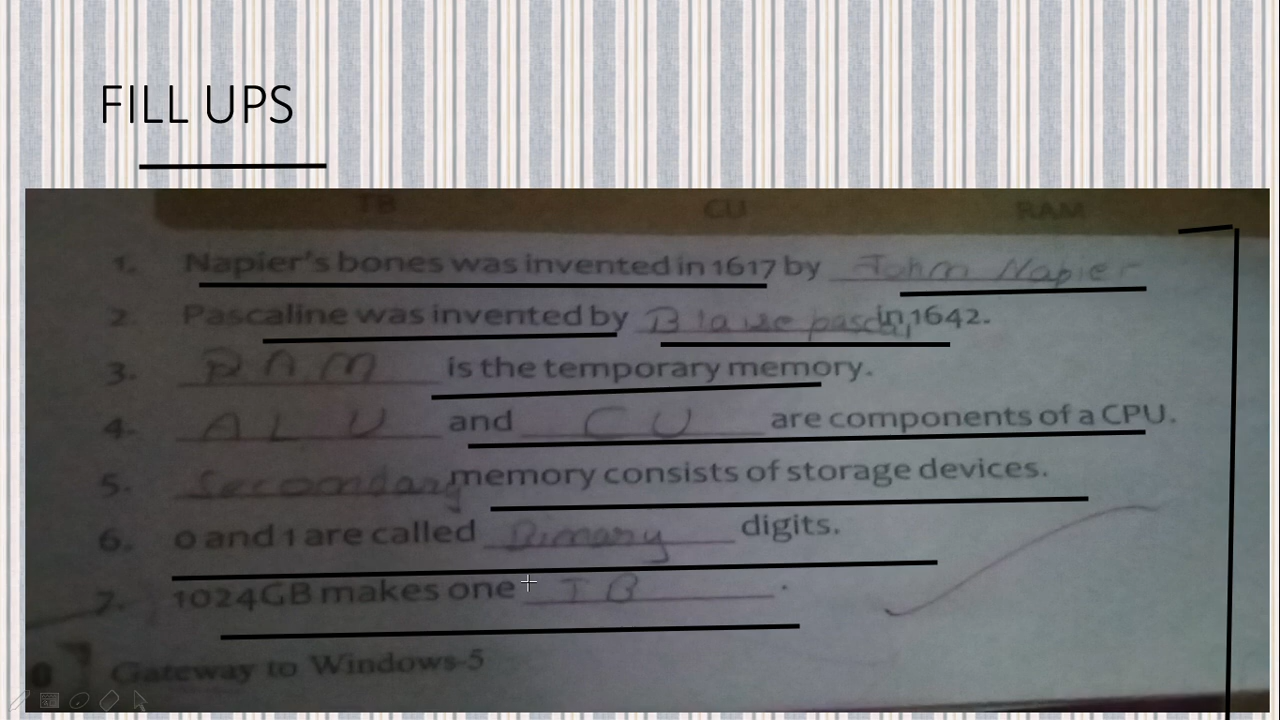 FILL UPS
TB CU RAM
1. Napier's bones was invented in 1617 by John Napier
2. Pascaline was invented by Blaise pascal in 1642.
3. RAM is the temporary memory.
4. ALU and CU are components of a CPU.
5. Secondary memory consists of storage devices.
6. 0 and 1 are called Binary digits.
7. 1024GB makes one TB.
Gateway to Windows-5